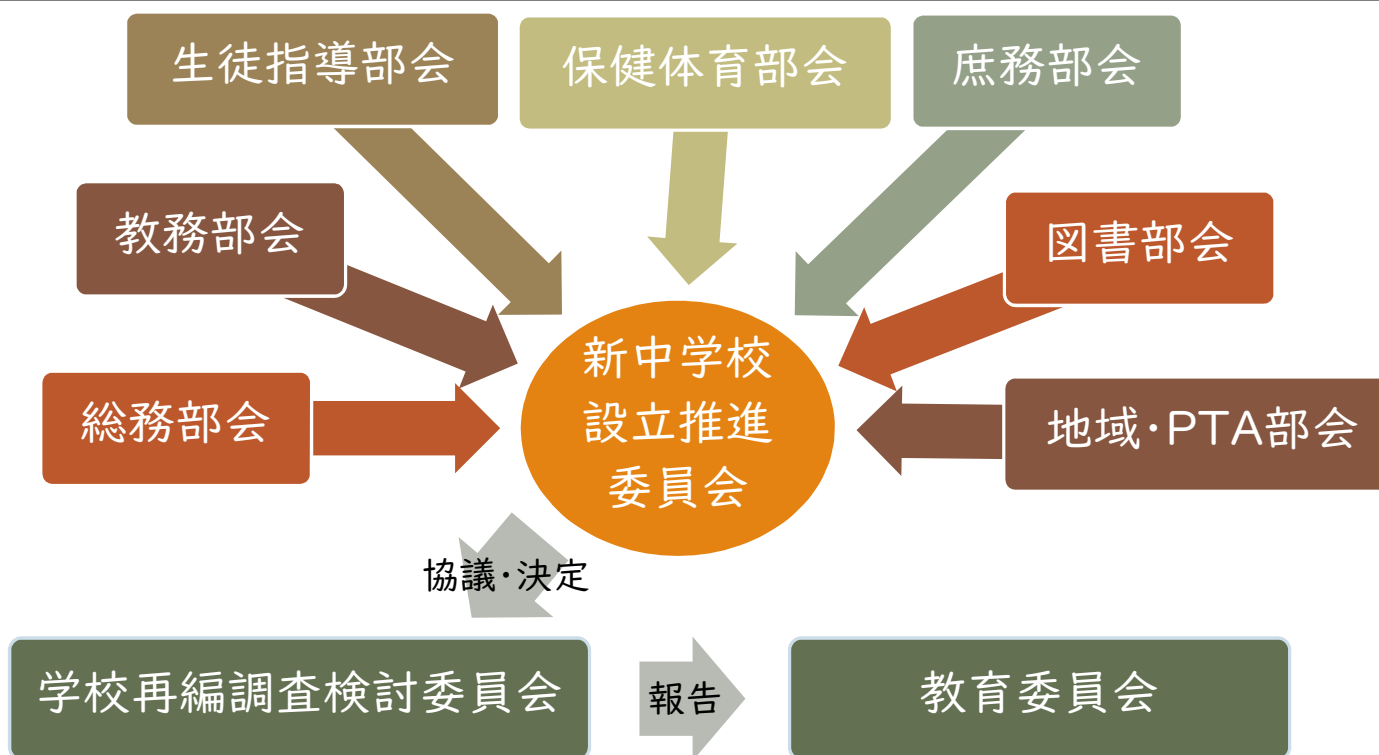 生徒指導部会
保健体育部会
庶務部会
教務部会
図書部会
総務部会
新中学校
設立推進
委員会
地域・PTA部会
協議・決定
学校再編調査検討委員会
報告
教育委員会